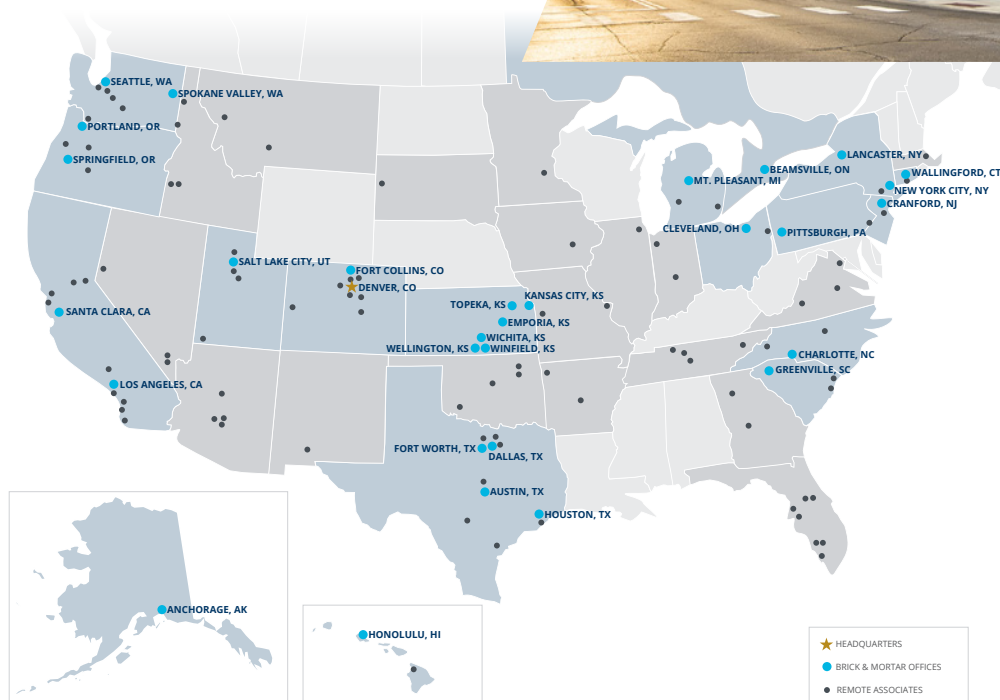 SEATTLE, WA
SPOKANE VALLEY, WA
PORTLAND, OR
SPRINGFIELD, OR
LANCASTER, NY
BEAMSVILLE, ON
WALLINGFORD, CT
MT. PLEASANT, MI
NEW YORK CITY, NY
CRANFORD, NJ
CLEVELAND, OH
PITTSBURGH, PA
SALT LAKE CITY, UT
FORT COLLINS, CO
DENVER, CO
SANTA CLARA, CA
TOPEKA, KS
KANSAS CITY, KS
EMPORIA, KS
WICHITA, KS
WELLINGTON, KS
WINFIELD, KS
CHARLOTTE, NC
GREENVILLE, SC
LOS ANGELES, CA
FORT WORTH, TX
DALLAS, TX
AUSTIN, TX
HOUSTON, TX
ANCHORAGE, AK
HONOLULU, HI
HEADQUARTERS
BRICK & MORTAR OFFICES
REMOTE ASSOCIATES